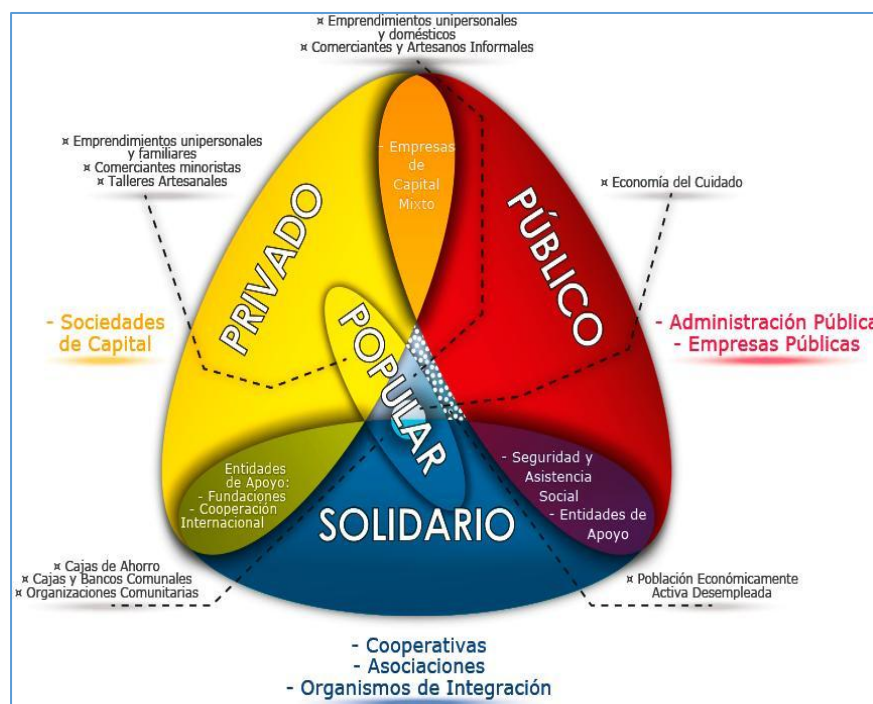 ¤ Emprendimientos unipersonales
y domésticos
¤ Comerciantes y Artesanos Informales
¤ Emprendimientos unipersonales
y familiares
¤ Comerciantes minoristas
¤ Talleres Artesanales
- Empresas
de
Capital
Mixto
¤ Economía del Cuidado
PRIVADO
PÚBLICO
- Sociedades
de Capital
- Administración Pública
- Empresas Públicas
POPULAR
Entidades
de Apoyo:
- Fundaciones
- Cooperación
Internacional
- Seguridad y
Asistencia
Social
- Entidades de
Apoyo
SOLIDARIO
¤ Cajas de Ahorro
¤ Cajas y Bancos Comunales
¤ Organizaciones Comunitarias
¤ Población Económicamente
Activa Desempleada
- Cooperativas
- Asociaciones
- Organismos de Integración